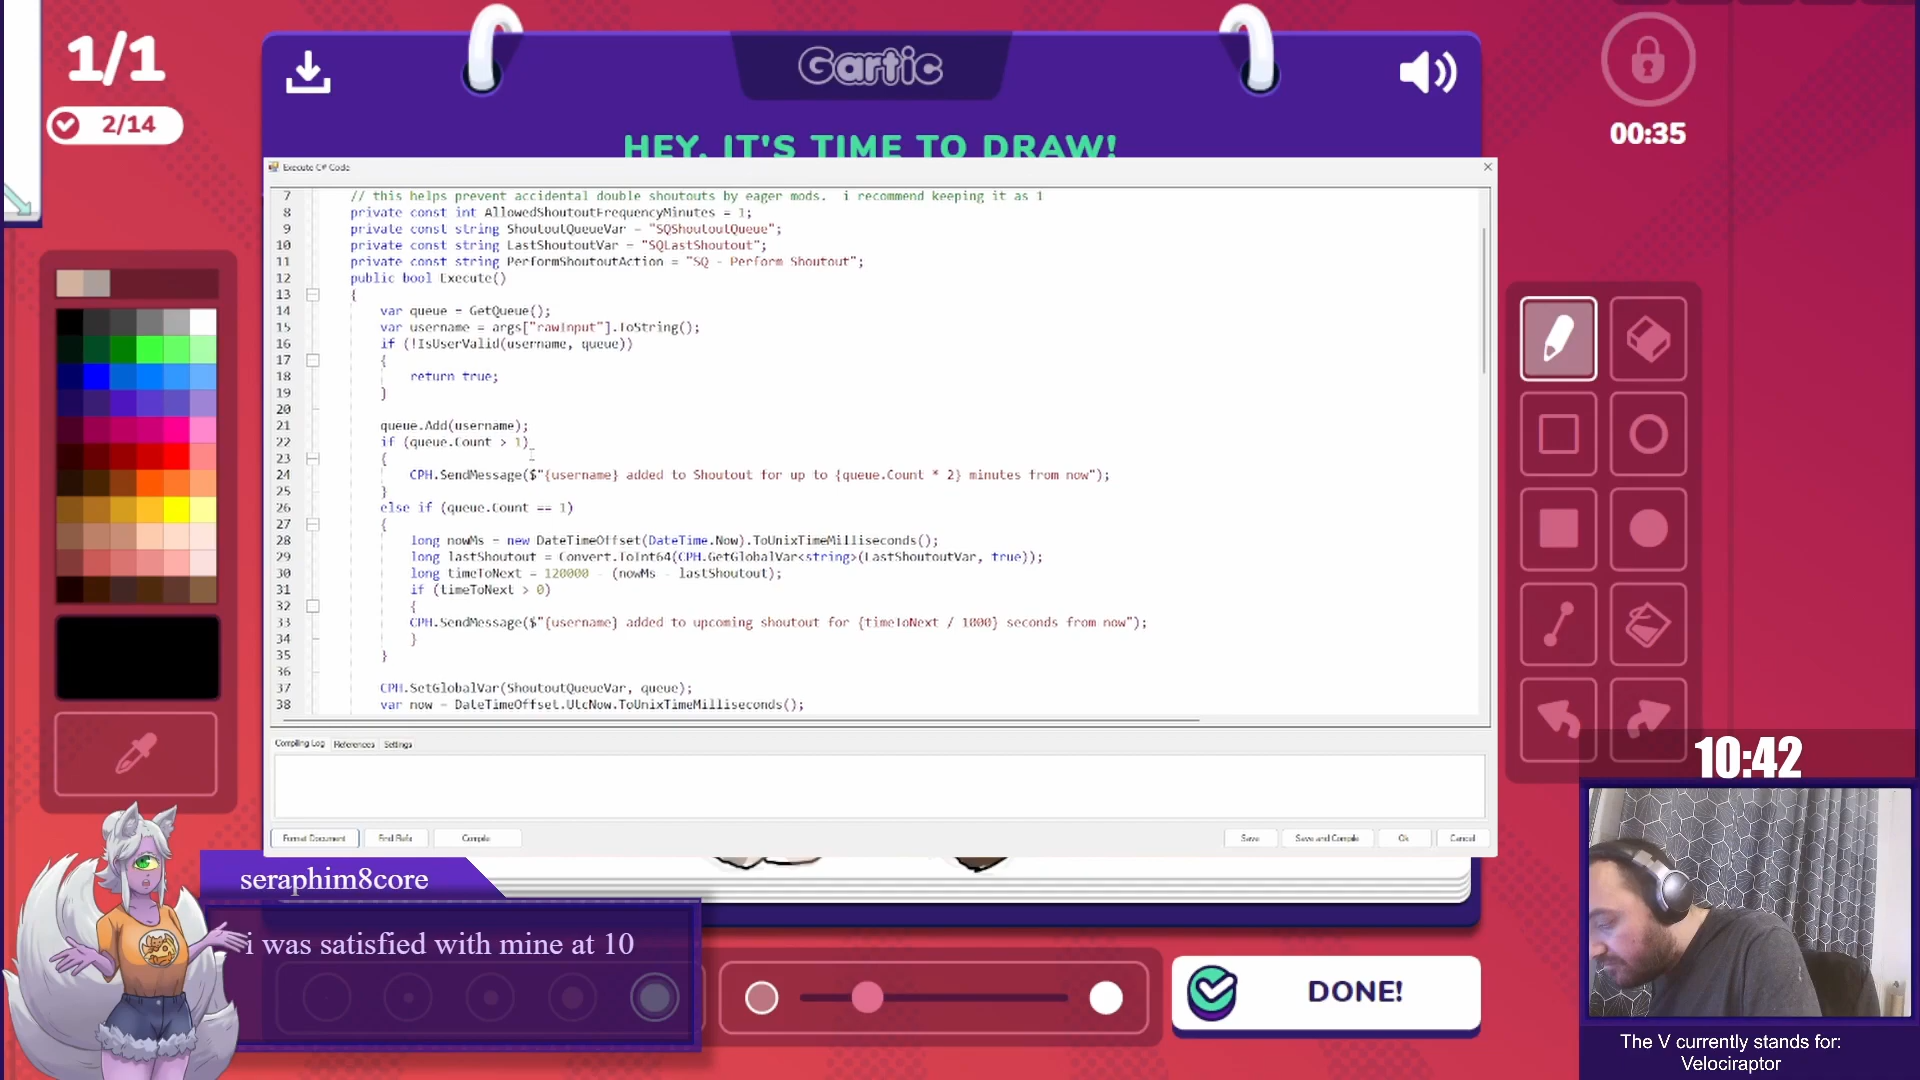 1/1
2/14
Gartic
00:35
HEY, IT'S TIME TO DRAW!
Execute C# Code
7 // this helps prevent accidental double shoutouts by eager mods. i recommend keeping it as 1
8 private const int AllowedShoutoutFrequencyMinutes = 1;
9 private const string ShoutoutQueueVar = "SQShoutoutQueue";
10 private const string LastShoutoutVar = "SQLastShoutout";
11 private const string PerformShoutoutAction = "SQ - Perform Shoutout";
12 public bool Execute()
13 {
14 var queue = GetQueue();
15 var username = args["rawInput"].ToString();
16 if (!IsUserValid(username, queue))
17 {
18 return true;
19 }
20
21 queue.Add(username);
22 if (queue.Count > 1)
23 {
24 CPH.SendMessage($"{username} added to Shoutout for up to {queue.Count * 2} minutes from now");
25 }
26 else if (queue.Count == 1)
27 {
28 long nowMs = new DateTimeOffset(DateTime.Now).ToUnixTimeMilliseconds();
29 long lastShoutout = Convert.ToInt64(CPH.GetGlobalVar<string>(LastShoutoutVar, true));
30 long timeToNext = 120000 - (nowMs - lastShoutout);
31 if (timeToNext > 0)
32 {
33 CPH.SendMessage($"{username} added to upcoming shoutout for {timeToNext / 1000} seconds from now");
34 }
35 }
36
37 CPH.SetGlobalVar(ShoutoutQueueVar, queue);
38 var now = DateTimeOffset.UtcNow.ToUnixTimeMilliseconds();
Compiling Log References Settings
Format Document Find Refs Compile Save Save and Compile Ok Cancel
10:42
seraphim8core
i was satisfied with mine at 10
DONE!
The V currently stands for:
Velociraptor